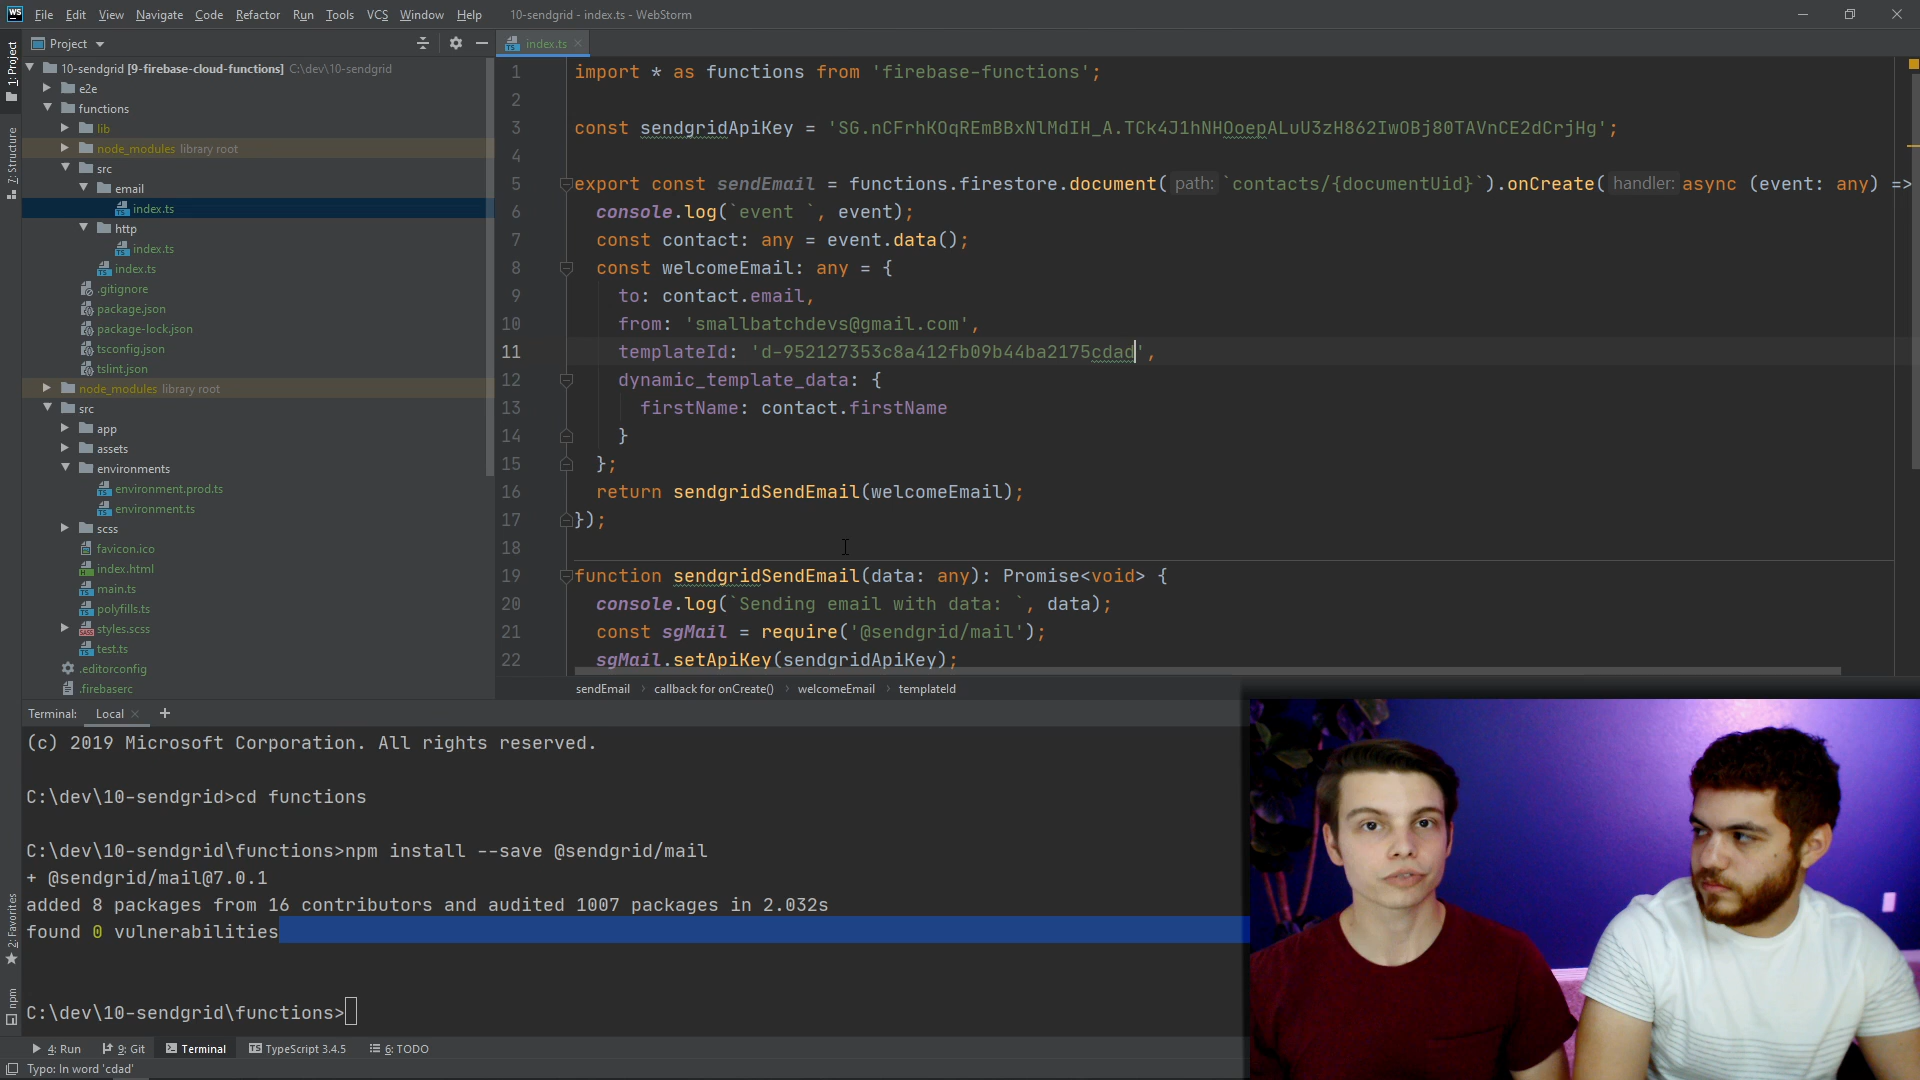 WS File Edit View Navigate Code Refactor Run Tools VCS Window Help 10-sendgrid - index.ts - WebStorm
1: Project
Project
index.ts
10-sendgrid [9-firebase-cloud-functions] C:\dev\10-sendgrid
e2e
functions
lib
node_modules library root
src
email
index.ts
http
index.ts
index.ts
.gitignore
package.json
package-lock.json
tsconfig.json
tslint.json
node_modules library root
src
app
assets
environments
environment.prod.ts
environment.ts
scss
favicon.ico
index.html
main.ts
polyfills.ts
styles.scss
test.ts
.editorconfig
.firebaserc
7: Structure
2: Favorites
npm
1 import * as functions from 'firebase-functions';
2
3 const sendgridApiKey = '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';
4
5 export const sendEmail = functions.firestore.document( path: `contacts/{documentUid}`).onCreate( handler: async (event: any) =>
6 console.log(`event `, event);
7 const contact: any = event.data();
8 const welcomeEmail: any = {
9 to: contact.email,
10 from: 'smallbatchdevs@gmail.com',
11 templateId: 'd-952127353c8a412fb09b44ba2175cdad',
12 dynamic_template_data: {
13 firstName: contact.firstName
14 }
15 };
16 return sendgridSendEmail(welcomeEmail);
17 });
18
19 function sendgridSendEmail(data: any): Promise<void> {
20 console.log(`Sending email with data: `, data);
21 const sgMail = require('@sendgrid/mail');
22 sgMail.setApiKey(sendgridApiKey);
sendEmail callback for onCreate() welcomeEmail templateId
Terminal: Local +
(c) 2019 Microsoft Corporation. All rights reserved.
C:\dev\10-sendgrid>cd functions
C:\dev\10-sendgrid\functions>npm install --save @sendgrid/mail
+ @sendgrid/mail@7.0.1
added 8 packages from 16 contributors and audited 1007 packages in 2.032s
found 0 vulnerabilities
C:\dev\10-sendgrid\functions>
4: Run 9: Git Terminal TypeScript 3.4.5 6: TODO
Typo: In word 'cdad'